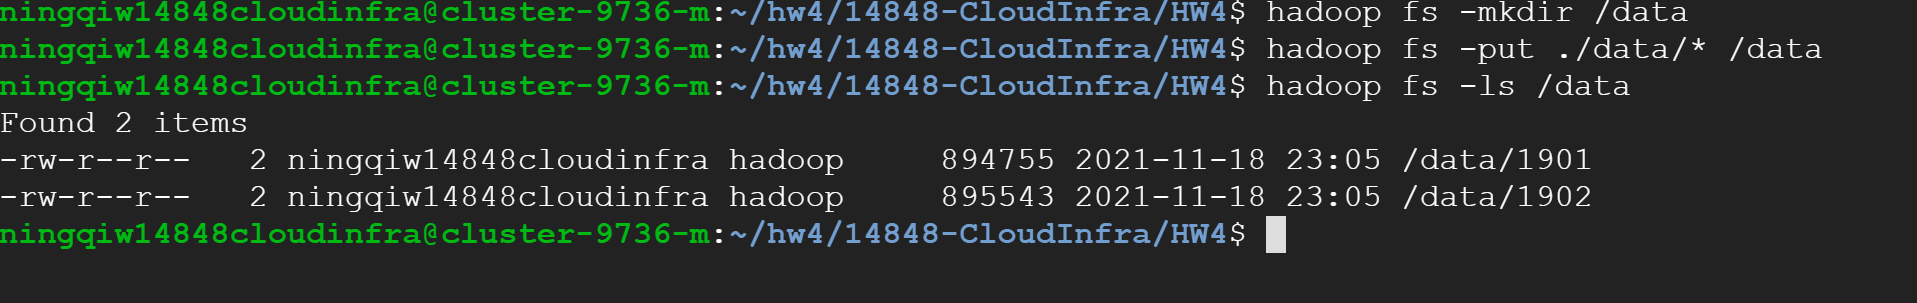 ningqiw14848cloudinfra@cluster-9736-m:~/hw4/14848-CloudInfra/HW4$ hadoop fs -mkdir /data
ningqiw14848cloudinfra@cluster-9736-m:~/hw4/14848-CloudInfra/HW4$ hadoop fs -put ./data/* /data
ningqiw14848cloudinfra@cluster-9736-m:~/hw4/14848-CloudInfra/HW4$ hadoop fs -ls /data
Found 2 items
-rw-r--r--   2 ningqiw14848cloudinfra hadoop     894755 2021-11-18 23:05 /data/1901
-rw-r--r--   2 ningqiw14848cloudinfra hadoop     895543 2021-11-18 23:05 /data/1902
ningqiw14848cloudinfra@cluster-9736-m:~/hw4/14848-CloudInfra/HW4$